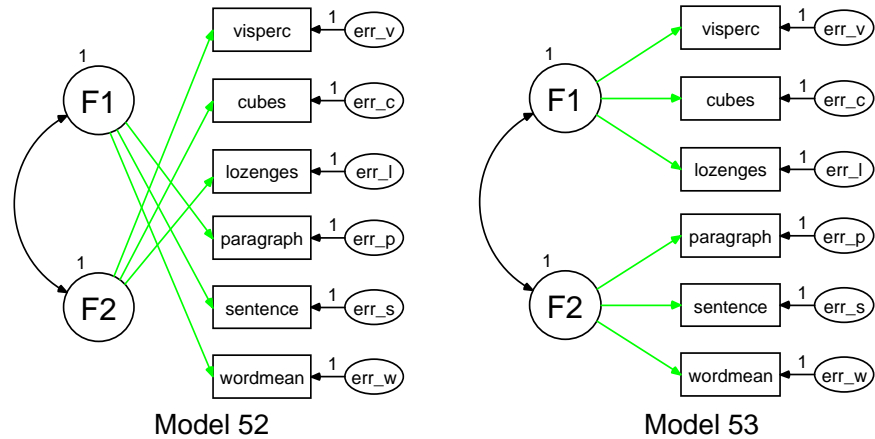 1
visperc
1
err_v
F1
cubes
1
err_c
lozenges
1
err_l
paragraph
1
err_p
1
F2
sentence
1
err_s
wordmean
1
err_w
Model 52
1
visperc
1
err_v
F1
cubes
1
err_c
lozenges
1
err_l
paragraph
1
err_p
1
F2
sentence
1
err_s
wordmean
1
err_w
Model 53